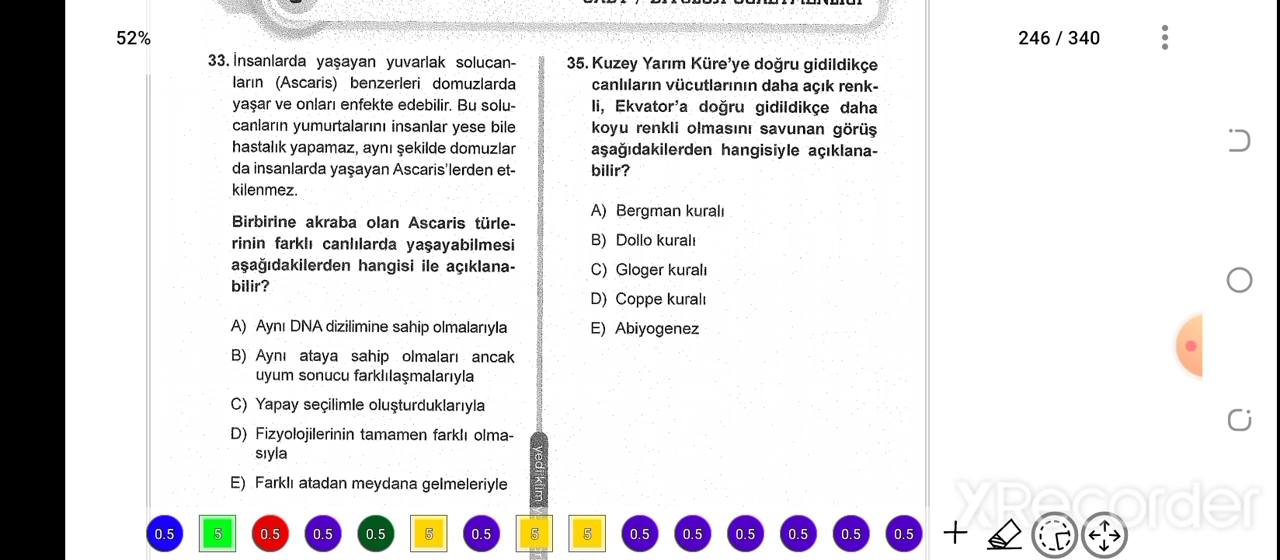 52%
246 / 340
33. İnsanlarda yaşayan yuvarlak solucan-
ların (Ascaris) benzerleri domuzlarda
yaşar ve onları enfekte edebilir. Bu solu-
canların yumurtalarını insanlar yese bile
hastalık yapamaz, aynı şekilde domuzlar
da insanlarda yaşayan Ascaris'lerden et-
kilenmez.
Birbirine akraba olan Ascaris türle-
rinin farklı canlılarda yaşayabilmesi
aşağıdakilerden hangisi ile açıklana-
bilir?
A) Aynı DNA dizilimine sahip olmalarıyla
B) Aynı ataya sahip olmaları ancak
uyum sonucu farklılaşmalarıyla
C) Yapay seçilimle oluşturduklarıyla
D) Fizyolojilerinin tamamen farklı olma-
sıyla
E) Farklı atadan meydana gelmeleriyle
yediiklim
35. Kuzey Yarım Küre'ye doğru gidildikçe
canlıların vücutlarının daha açık renk-
li, Ekvator'a doğru gidildikçe daha
koyu renkli olmasını savunan görüş
aşağıdakilerden hangisiyle açıklana-
bilir?
A) Bergman kuralı
B) Dollo kuralı
C) Gloger kuralı
D) Coppe kuralı
E) Abiyogenez
0.5 5 0.5 0.5 0.5 5 0.5 5 5 0.5 0.5 0.5 0.5 0.5 0.5
XRecorder